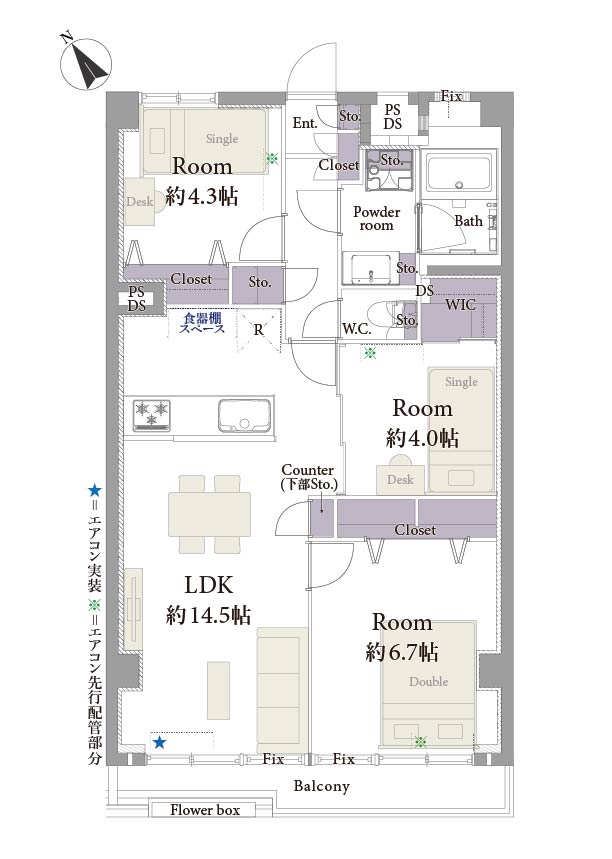 N
Fix
PS
DS
Ent.
Sto.
Single
Room
約4.3帖
※
Desk
Closet
Sto.
Powder
room
Bath
Closet
Sto.
Sto.
PS
DS
DS
WIC
食器棚
スペース
R
W.C.
Sto.
※
Single
Room
約4.0帖
Desk
Counter
(下部Sto.)
Closet
LDK
約14.5帖
Room
約6.7帖
Double
★
※
Fix
Fix
Balcony
Flower box
★=エアコン実装 ※=エアコン先行配管部分